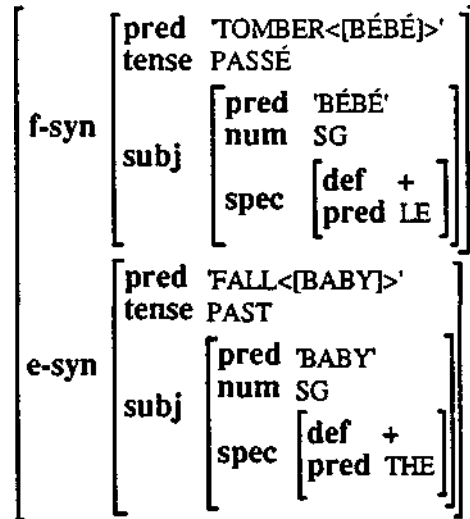 pred 'TOMBER<[BÉBÉ]>'
tense PASSÉ
pred 'BÉBÉ'
num SG
f-syn
subj
def +
spec
pred LE
pred 'FALL<[BABY]>'
tense PAST
pred 'BABY'
num SG
e-syn
subj
def +
spec
pred THE